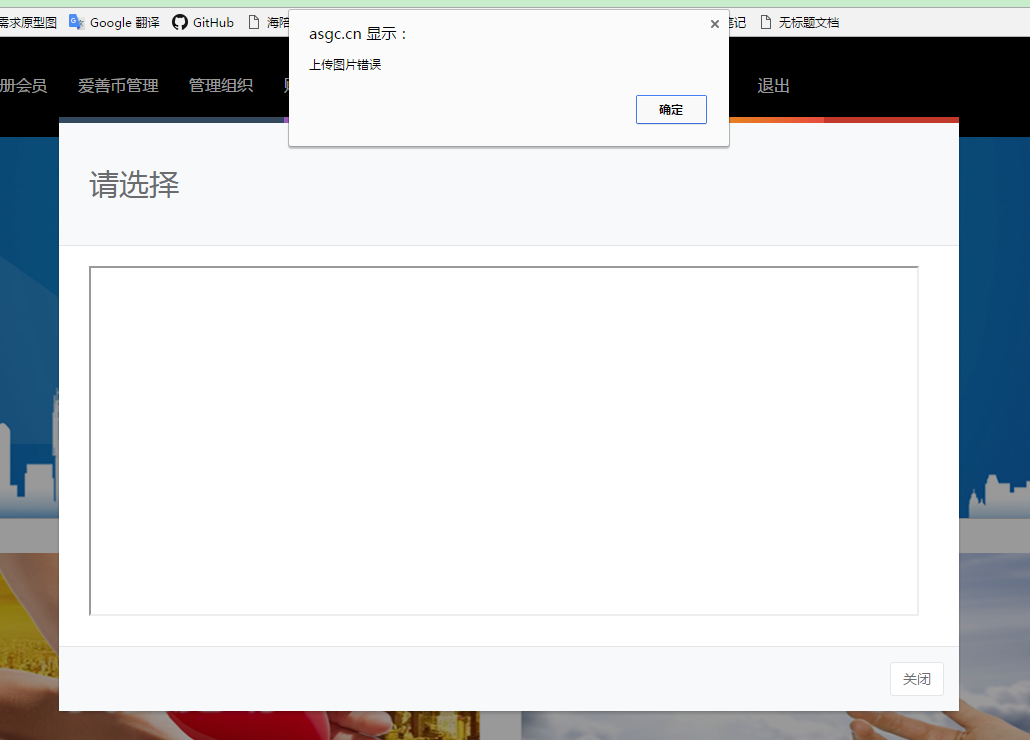 需求原型图 Google 翻译 GitHub 海陪 笔记 无标题文档
asgc.cn 显示：
上传图片错误
确定
册会员 爱善币管理 管理组织 退出
请选择
关闭